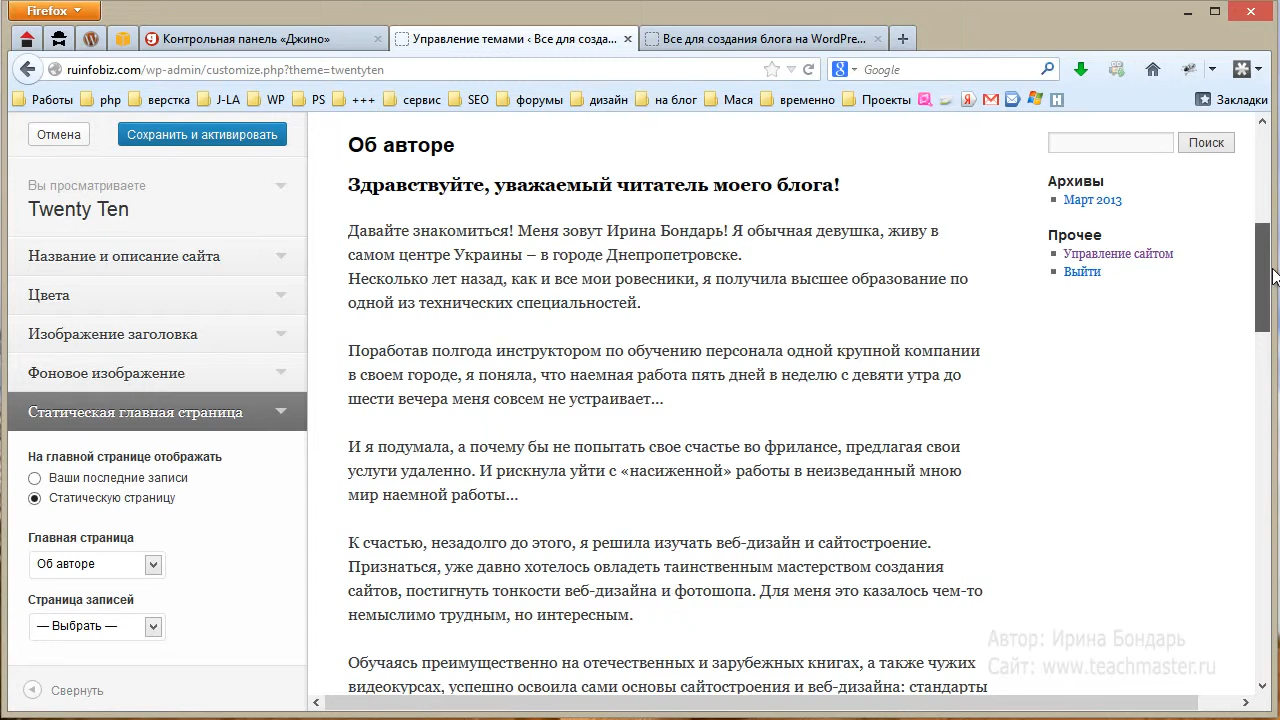 Firefox
Контрольная панель «Джино»
Управление темами ‹ Все для созда...
Все для создания блога на WordPre...
ruinfobiz.com/wp-admin/customize.php?theme=twentyten
Google
Работы
php
верстка
J-LA
WP
PS
+++
сервис
SEO
форумы
дизайн
на блог
Мася
временно
Проекты
Закладки
Отмена
Сохранить и активировать
Вы просматриваете
Twenty Ten
Название и описание сайта
Цвета
Изображение заголовка
Фоновое изображение
Статическая главная страница
На главной странице отображать
Ваши последние записи
Статическую страницу
Главная страница
Об авторе
Страница записей
— Выбрать —
Свернуть
Об авторе
Здравствуйте, уважаемый читатель моего блога!
Давайте знакомиться! Меня зовут Ирина Бондарь! Я обычная девушка, живу в
самом центре Украины – в городе Днепропетровске.
Несколько лет назад, как и все мои ровесники, я получила высшее образование по
одной из технических специальностей.
Поработав полгода инструктором по обучению персонала одной крупной компании
в своем городе, я поняла, что наемная работа пять дней в неделю с девяти утра до
шести вечера меня совсем не устраивает...
И я подумала, а почему бы не попытать свое счастье во фрилансе, предлагая свои
услуги удаленно. И рискнула уйти с «насиженной» работы в неизведанный мною
мир наемной работы...
К счастью, незадолго до этого, я решила изучать веб-дизайн и сайтостроение.
Признаться, уже давно хотелось овладеть таинственным мастерством создания
сайтов, постигнуть тонкости веб-дизайна и фотошопа. Для меня это казалось чем-то
немыслимо трудным, но интересным.
Обучаясь преимущественно на отечественных и зарубежных книгах, а также чужих
видеокурсах, успешно освоила сами основы сайтостроения и веб-дизайна: стандарты
Поиск
Архивы
Март 2013
Прочее
Управление сайтом
Выйти
Автор: Ирина Бондарь
Сайт: www.teachmaster.ru